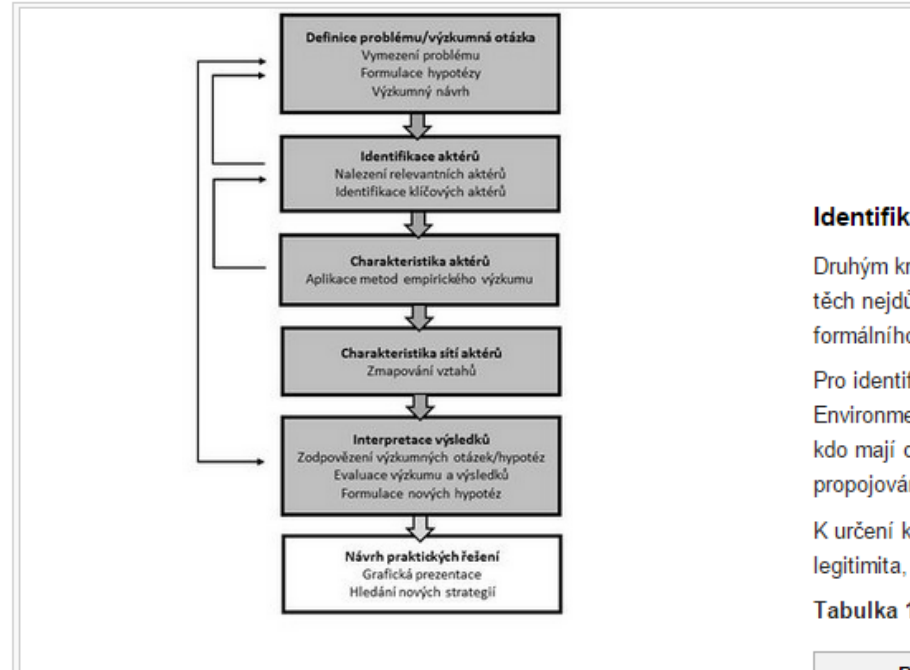 Definice problému/výzkumná otázka
Vymezení problému
Formulace hypotézy
Výzkumný návrh
Identifikace aktérů
Nalezení relevantních aktérů
Identifikace klíčových aktérů
Charakteristika aktérů
Aplikace metod empirického výzkumu
Charakteristika sítí aktérů
Zmapování vztahů
Interpretace výsledků
Zodpovězení výzkumných otázek/hypotéz
Evaluace výzkumu a výsledků
Formulace nových hypotéz
Návrh praktických řešení
Grafická prezentace
Hledání nových strategií
Identifik
Druhým kr
těch nejdů
formálního
Pro identif
Environme
kdo mají
propojován
K určení k
legitimita,
Tabulka 1